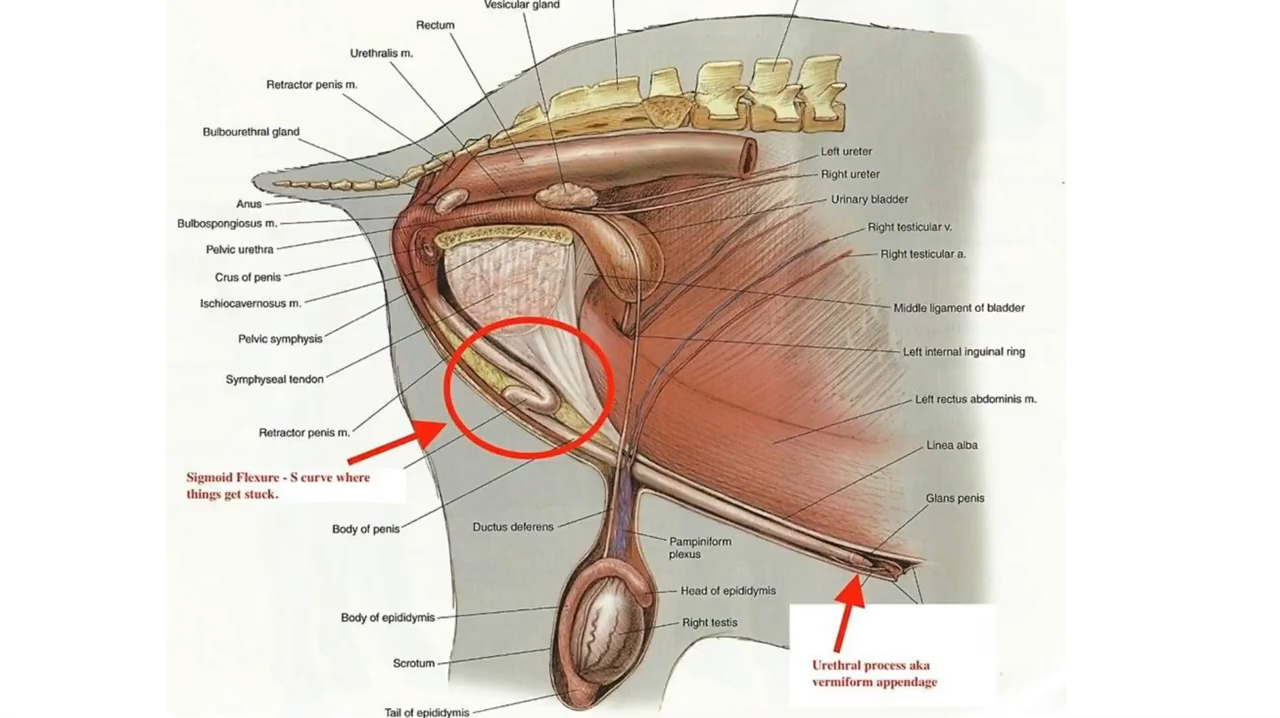 Vesicular gland
Rectum
Urethralis m.
Retractor penis m.
Bulbourethral gland
Anus
Bulbospongiosus m.
Pelvic urethra
Crus of penis
Ischiocavernosus m.
Pelvic symphysis
Symphyseal tendon
Retractor penis m.
Sigmoid Flexure - S curve where
things get stuck.
Body of penis
Ductus deferens
Body of epididymis
Scrotum
Tail of epididymis
Left ureter
Right ureter
Urinary bladder
Right testicular v.
Right testicular a.
Middle ligament of bladder
Left internal inguinal ring
Left rectus abdominis m.
Linea alba
Glans penis
Pampiniform
plexus
Head of epididymis
Right testis
Urethral process aka
vermiform appendage